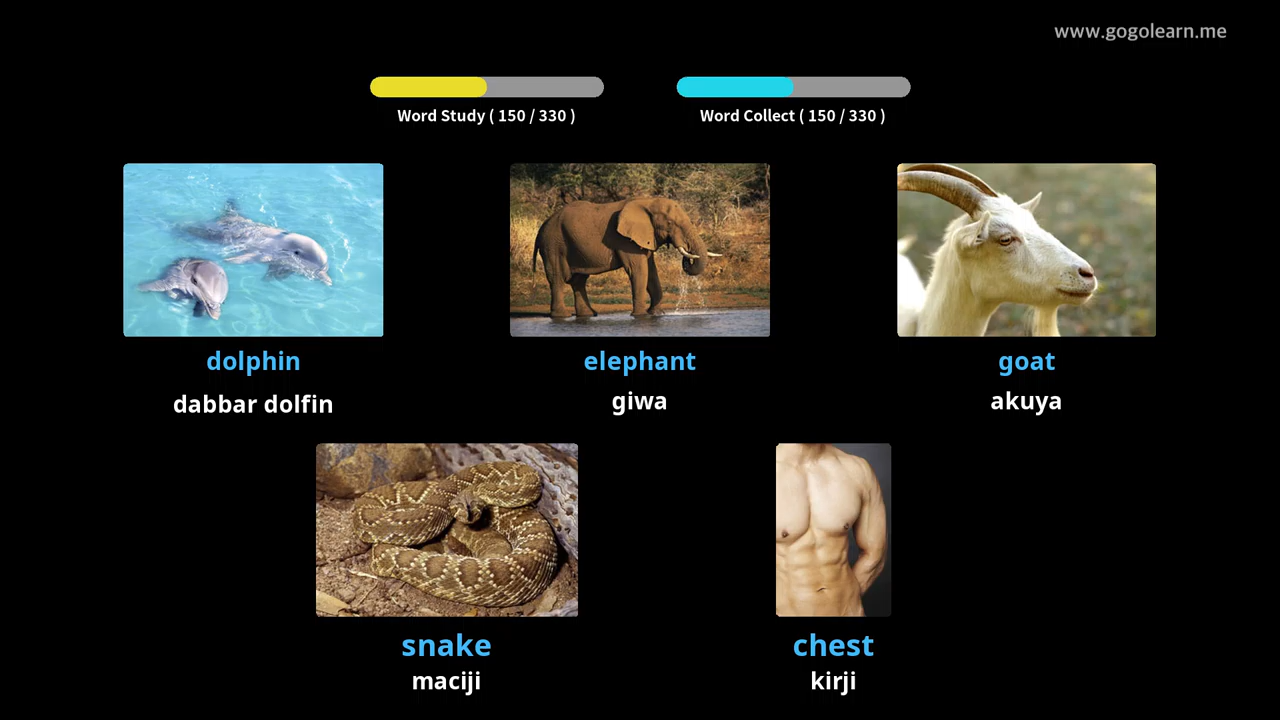 www.gogolearn.me
Word Study ( 150 / 330 )
Word Collect ( 150 / 330 )
dolphin
dabbar dolfin
elephant
giwa
goat
akuya
snake
maciji
chest
kirji